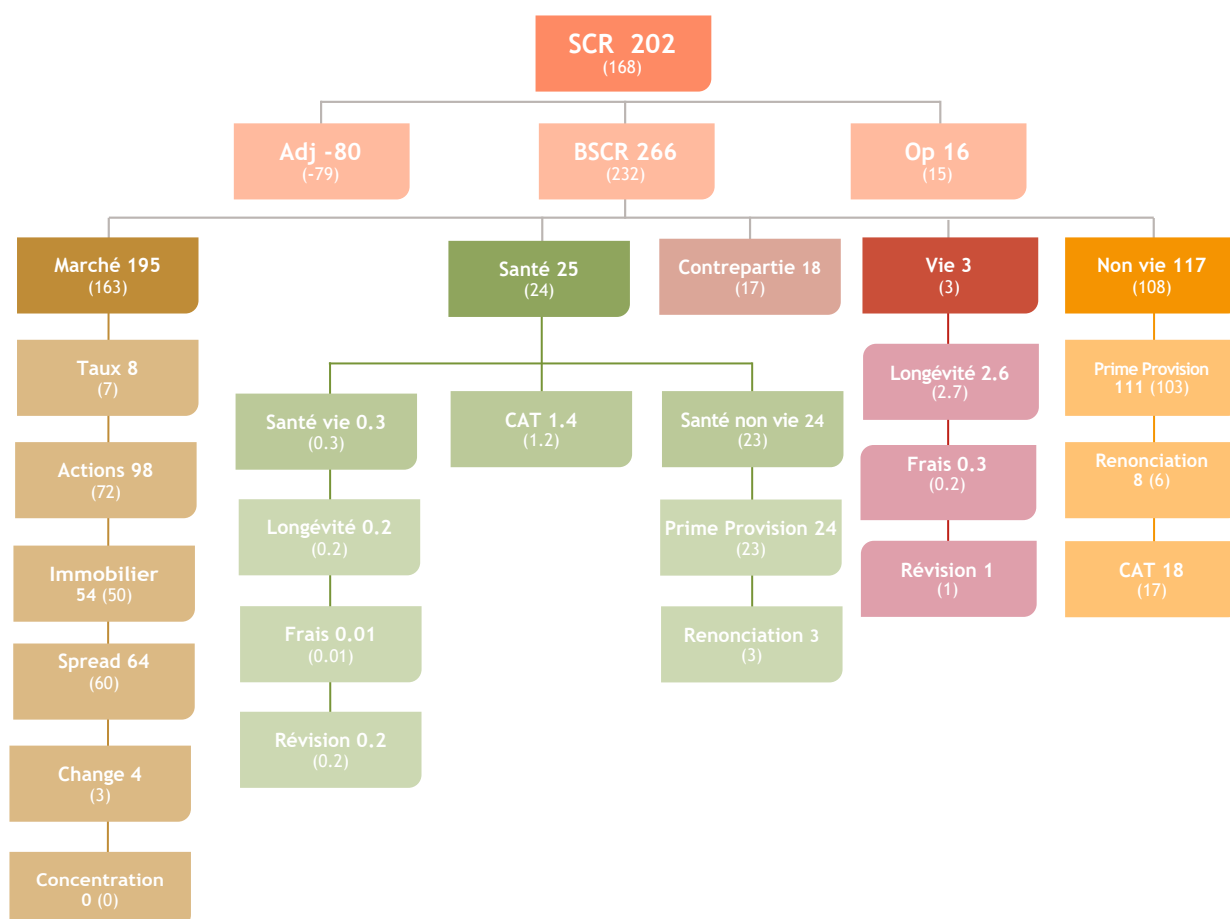 SCR 202
(168)
Adj -80
(-79)
BSCR 266
(232)
Op 16
(15)
Marché 195
(163)
Santé 25
(24)
Contrepartie 18
(17)
Vie 3
(3)
Non vie 117
(108)
Taux 8
(7)
Actions 98
(72)
Immobilier
54 (50)
Spread 64
(60)
Change 4
(3)
Concentration
0 (0)
Santé vie 0.3
(0.3)
Longévité 0.2
(0.2)
Frais 0.01
(0.01)
Révision 0.2
(0.2)
CAT 1.4
(1.2)
Santé non vie 24
(23)
Prime Provision 24
(23)
Renonciation 3
(3)
Longévité 2.6
(2.7)
Frais 0.3
(0.2)
Révision 1
(1)
Prime Provision
111 (103)
Renonciation
8 (6)
CAT 18
(17)